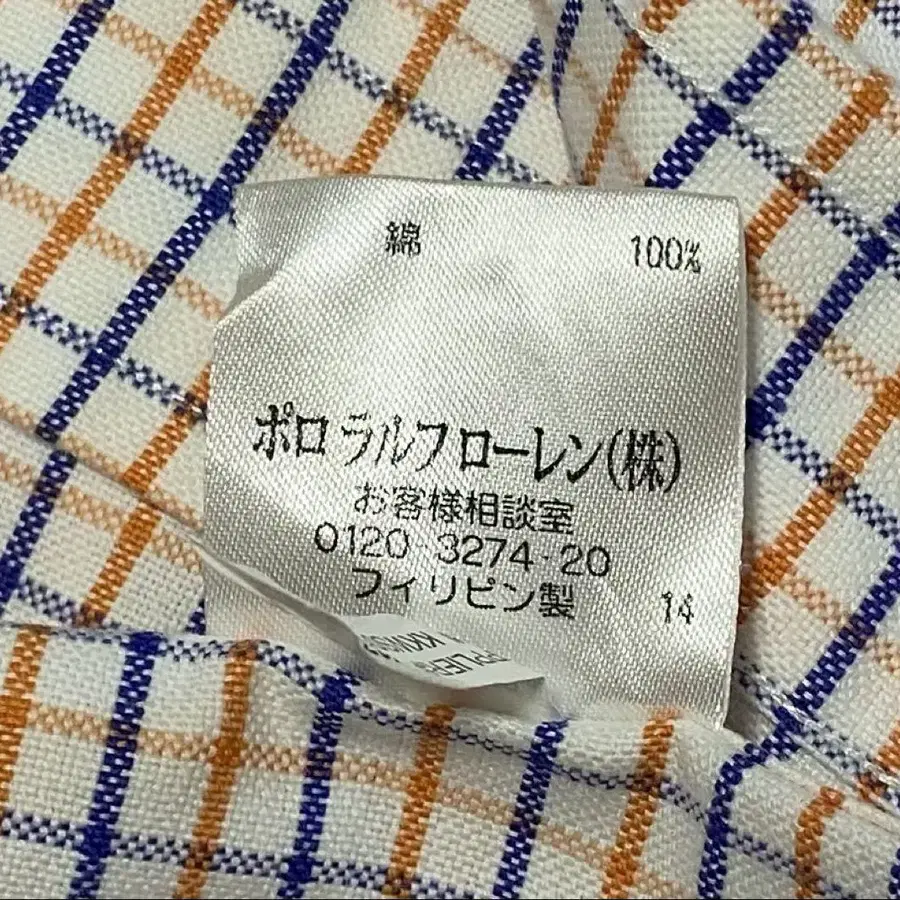 綿 100%
ポロ ラルフ ローレン(株)
お客様相談室
0120-3274-20
フィリピン製 14